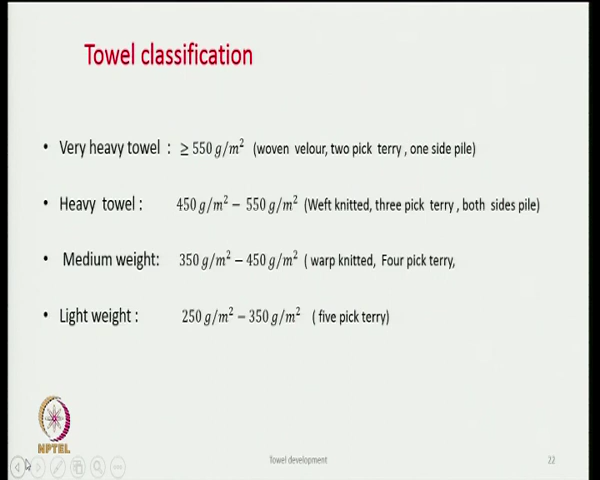 Towel classification
• Very heavy towel : ≥ 550 g/m² (woven velour, two pick terry , one side pile)
• Heavy towel : 450 g/m² – 550 g/m² (Weft knitted, three pick terry , both sides pile)
• Medium weight: 350 g/m² – 450 g/m² ( warp knitted, Four pick terry,
• Light weight : 250 g/m² – 350 g/m² ( five pick terry)
NPTEL
Towel development
22